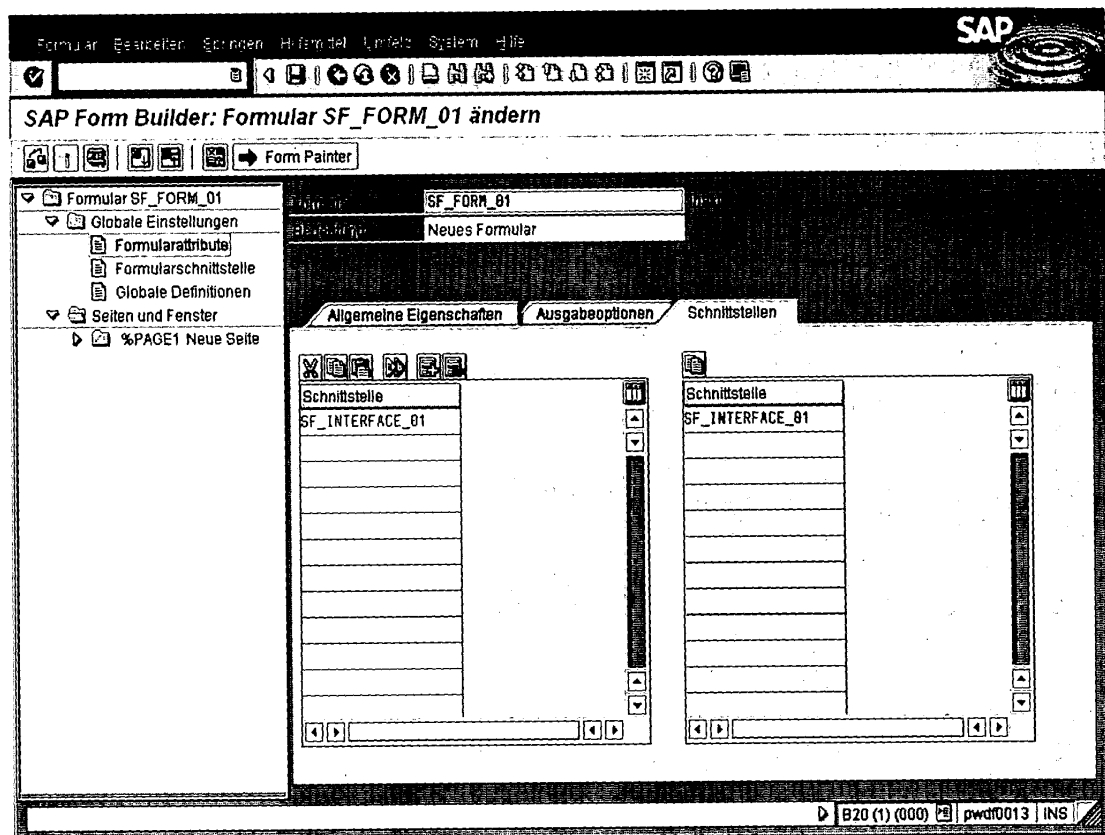 SAP
Formular Bearbeiten Springen Hilfsmittel Umfeld System Hilfe
SAP Form Builder: Formular SF_FORM_01 ändern
Form Painter
Formular SF_FORM_01
Globale Einstellungen
Formularattribute
Formularschnittstelle
Globale Definitionen
Seiten und Fenster
%PAGE1 Neue Seite
SF_FORM_01
Neues Formular
Allgemeine Eigenschaften Ausgabeoptionen Schnittstellen
Schnittstelle
SF_INTERFACE_01
Schnittstelle
SF_INTERFACE_01
B20 (1) (000) pwdf0013 INS